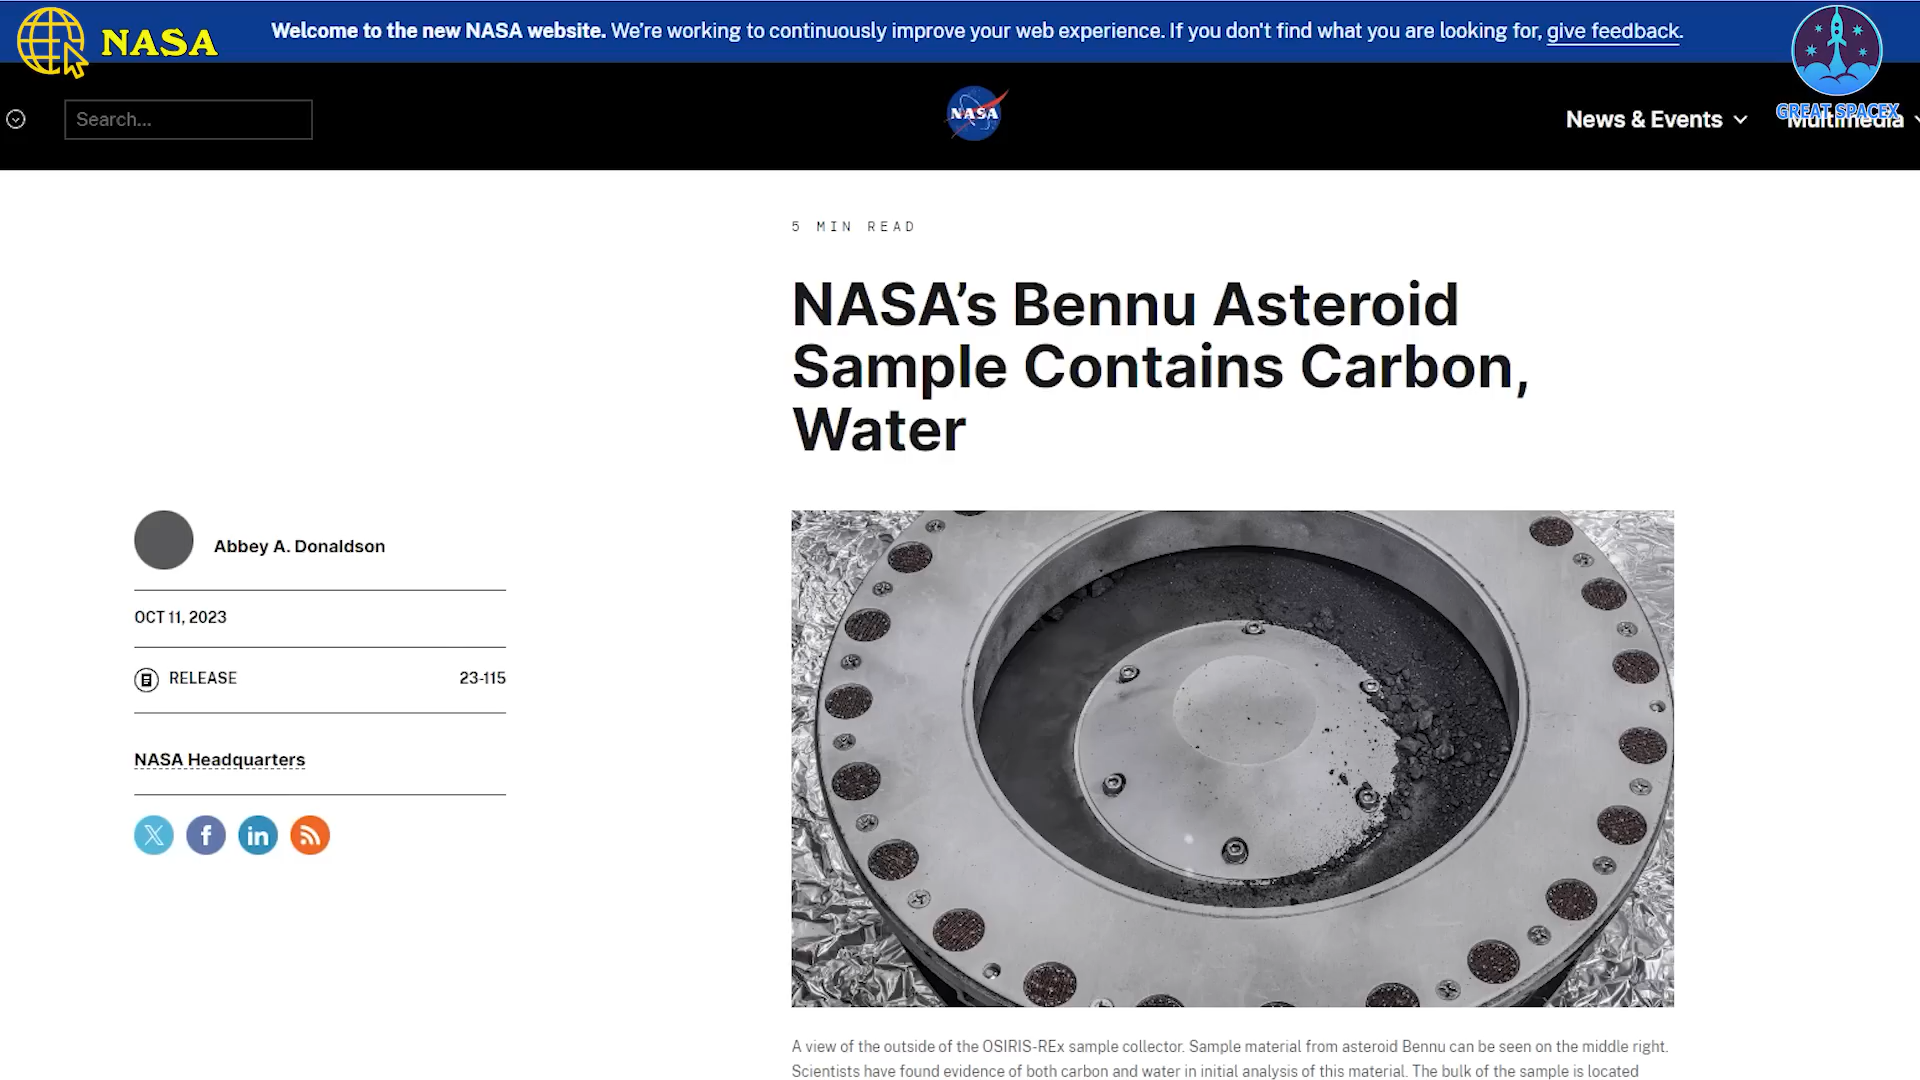 NASA
Welcome to the new NASA website. We're working to continuously improve your web experience. If you don't find what you are looking for, give feedback.
Search...
NASA
News & Events
Multimedia
GREAT SPACEX
5 MIN READ
NASA’s Bennu Asteroid
Sample Contains Carbon,
Water
Abbey A. Donaldson
OCT 11, 2023
RELEASE 23-115
NASA Headquarters
A view of the outside of the OSIRIS-REx sample collector. Sample material from asteroid Bennu can be seen on the middle right.
Scientists have found evidence of both carbon and water in initial analysis of this material. The bulk of the sample is located